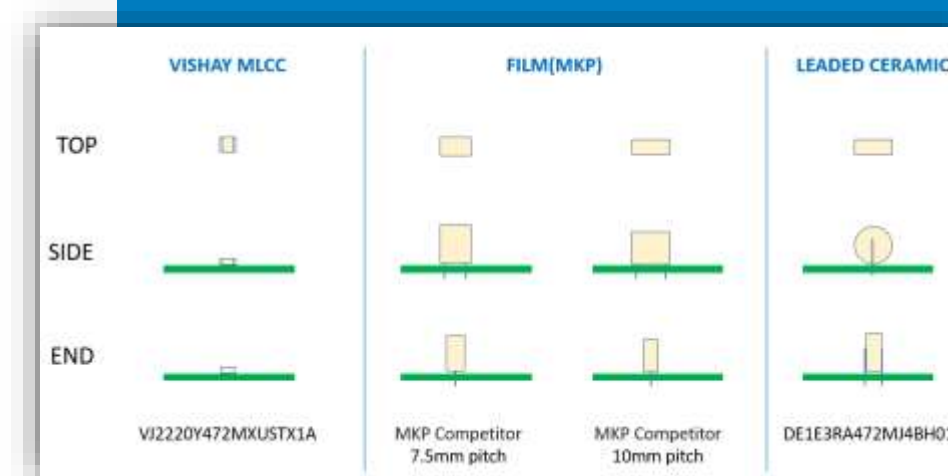 VISHAY MLCC FILM(MKP) LEADED CERAMIC
TOP
SIDE
END
VJ2220Y472MXUSTX1A MKP Competitor MKP Competitor DE1E3RA472MJ4BH01
7.5mm pitch 10mm pitch